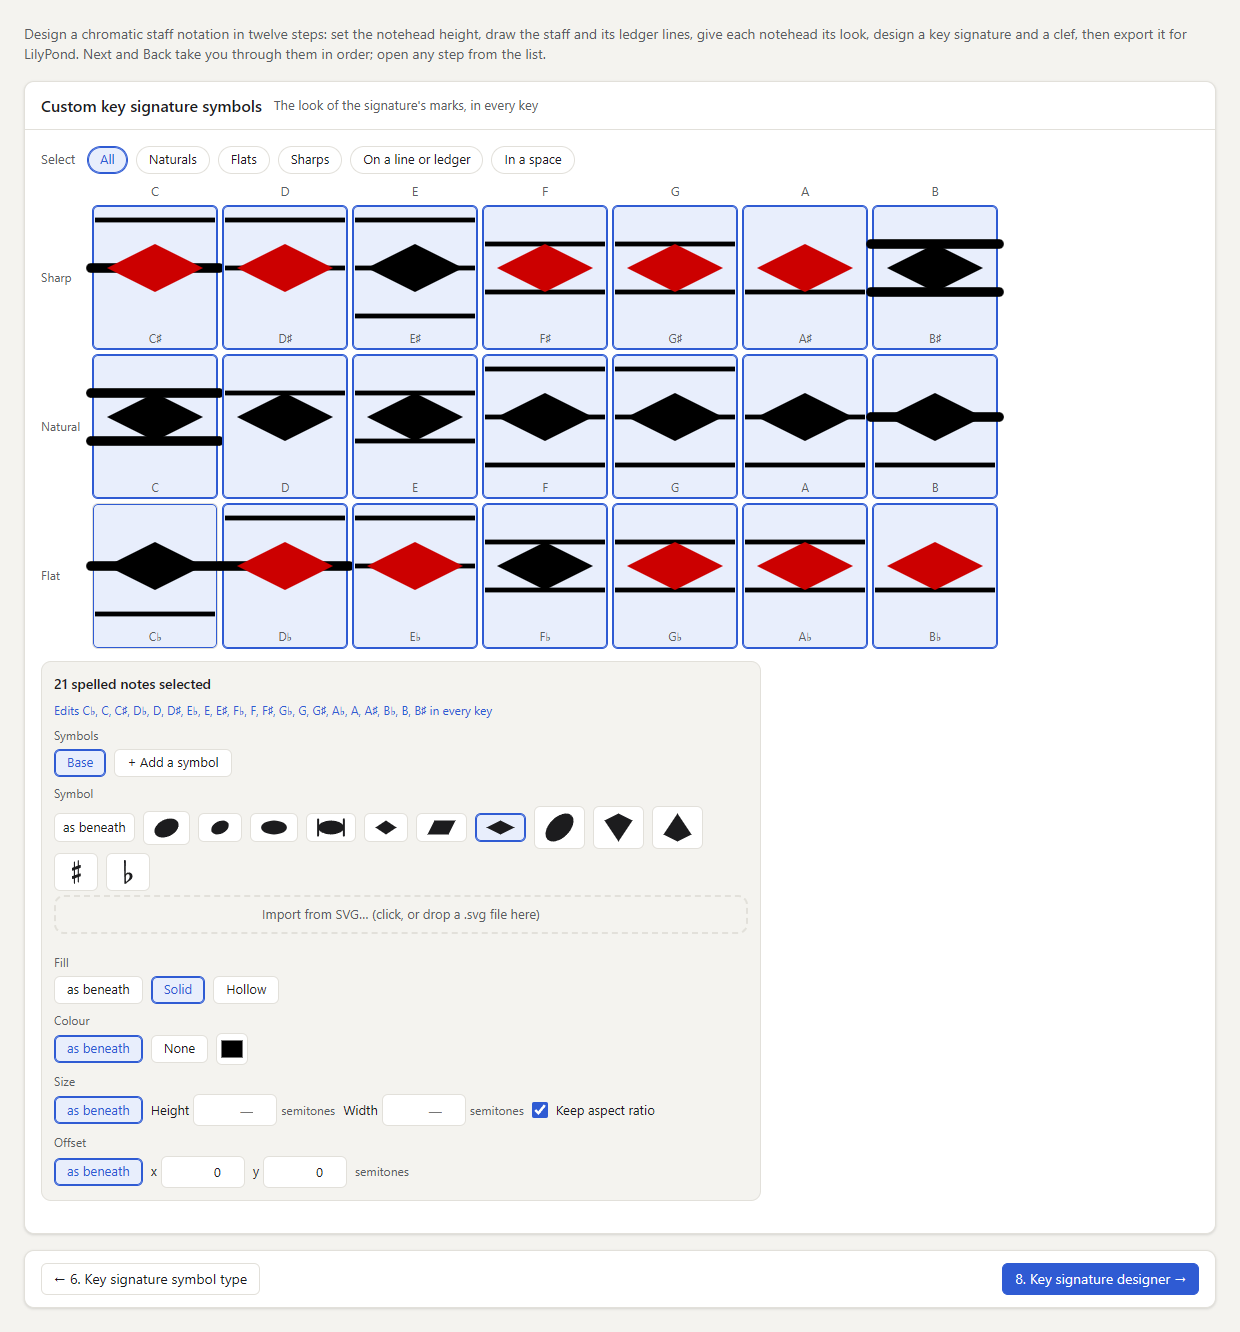 Design a chromatic staff notation in twelve steps: set the notehead height, draw the staff and its ledger lines, give each notehead its look, design a key signature and a clef, then export it for
LilyPond. Next and Back take you through them in order; open any step from the list.
Custom key signature symbols The look of the signature's marks, in every key
Select All Naturals Flats Sharps On a line or ledger In a space
C D E F G A B
Sharp
C♯ D♯ E♯ F♯ G♯ A♯ B♯
Natural
C D E F G A B
Flat
C♭ D♭ E♭ F♭ G♭ A♭ B♭
21 spelled notes selected
Edits C♭, C, C♯, D♭, D, D♯, E♭, E, E♯, F♭, F, F♯, G♭, G, G♯, A♭, A, A♯, B♭, B, B♯ in every key
Symbols
Base + Add a symbol
Symbol
as beneath
♯ ♭
Import from SVG... (click, or drop a .svg file here)
Fill
as beneath Solid Hollow
Colour
as beneath None
Size
as beneath Height — semitones Width — semitones Keep aspect ratio
Offset
as beneath x 0 y 0 semitones
← 6. Key signature symbol type 8. Key signature designer →